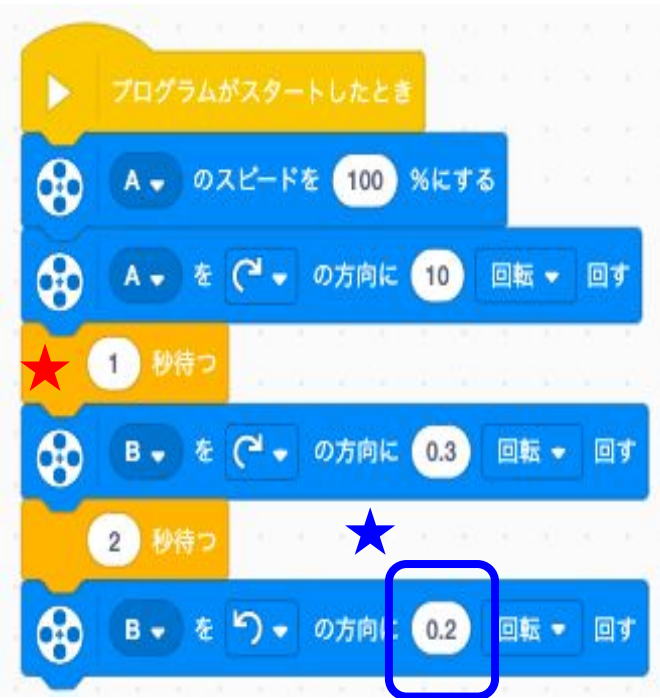 プログラムがスタートしたとき
A のスピードを 100 %にする
A を の方向に 10 回転 回す
1 秒待つ
B を の方向に 0.3 回転 回す
2 秒待つ
B を の方向に 0.2 回転 回す